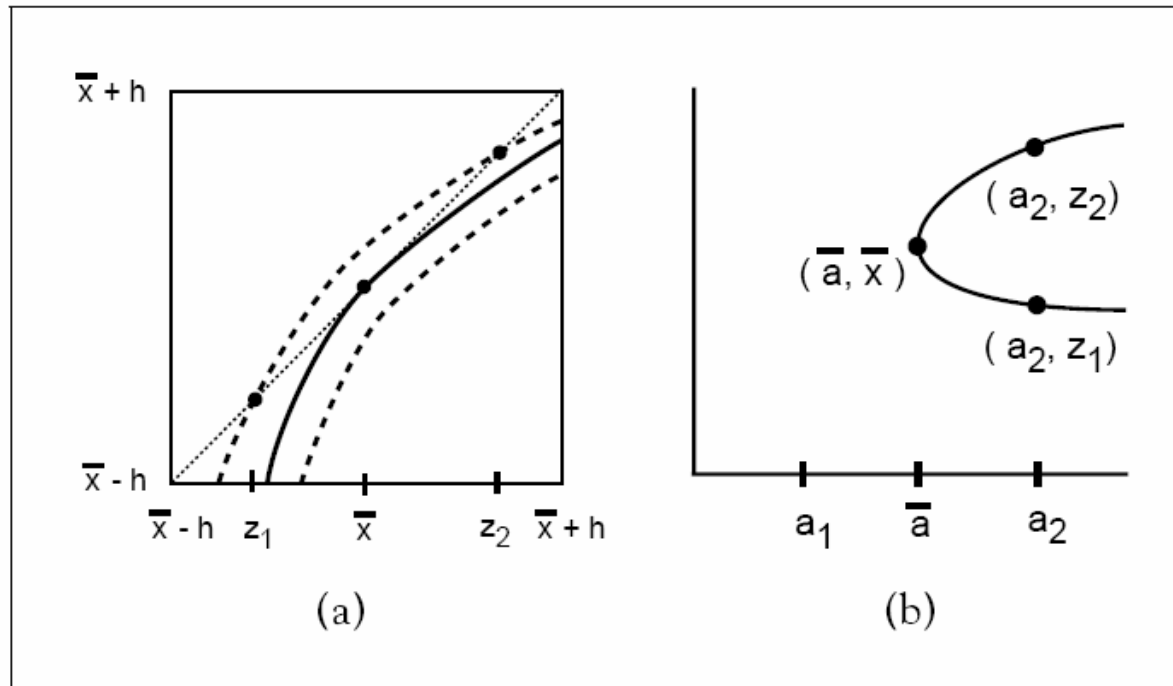 x̅ + h
x̅ - h
x̅ - h z₁ x̅ z₂ x̅ + h
(a)
(a₂, z₂)
(a̅, x̅)
(a₂, z₁)
a₁ a̅ a₂
(b)